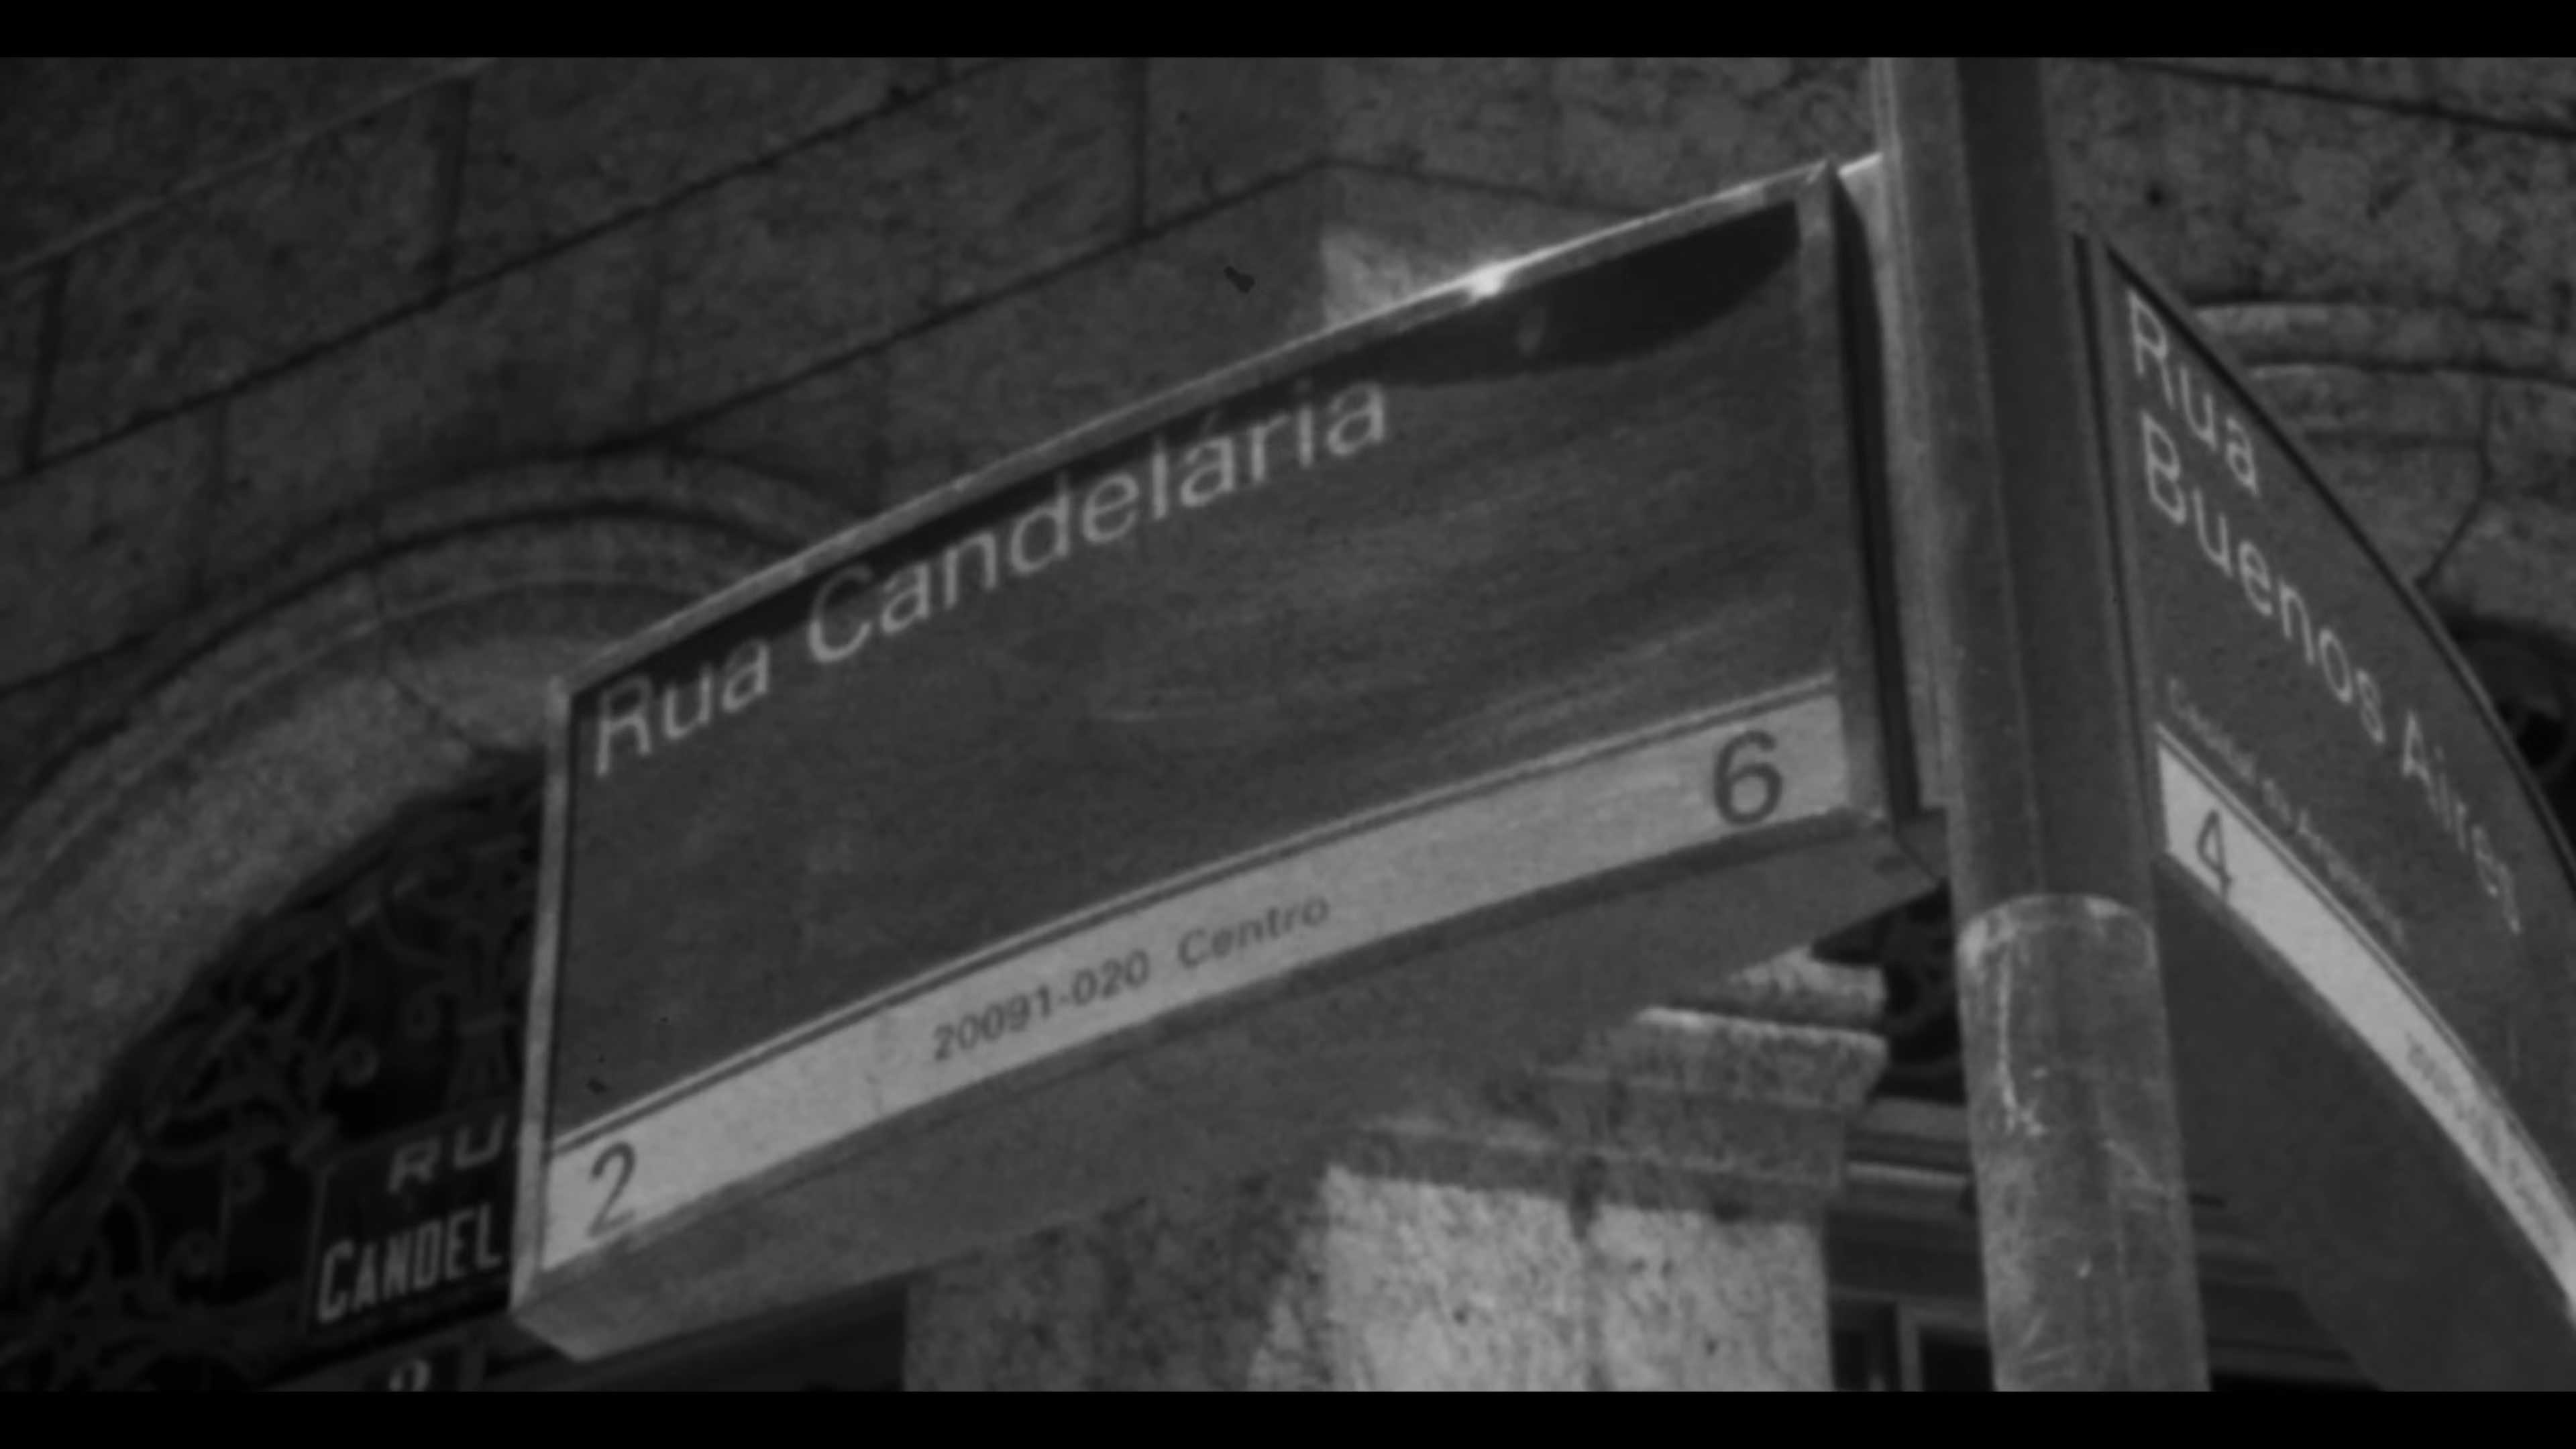 Rua Candelária
2 6
20091-020 Centro
Rua
Buenos Aires
4
RU
CANDEL